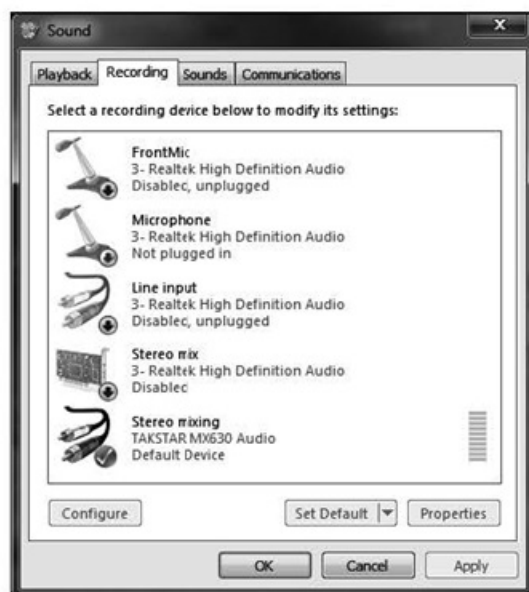 Sound
Playback Recording Sounds Communications
Select a recording device below to modify its settings:
FrontMic
3- Realtek High Definition Audio
Disablec, unplugged
Microphone
3- Realtek High Definition Audio
Not plugged in
Line input
3- Realtek High Definition Audio
Disablec, unplugged
Stereo mix
3- Realtek High Definition Audio
Disablec
Stereo mixing
TAKSTAR MX630 Audio
Default Device
Configure Set Default Properties
OK Cancel Apply